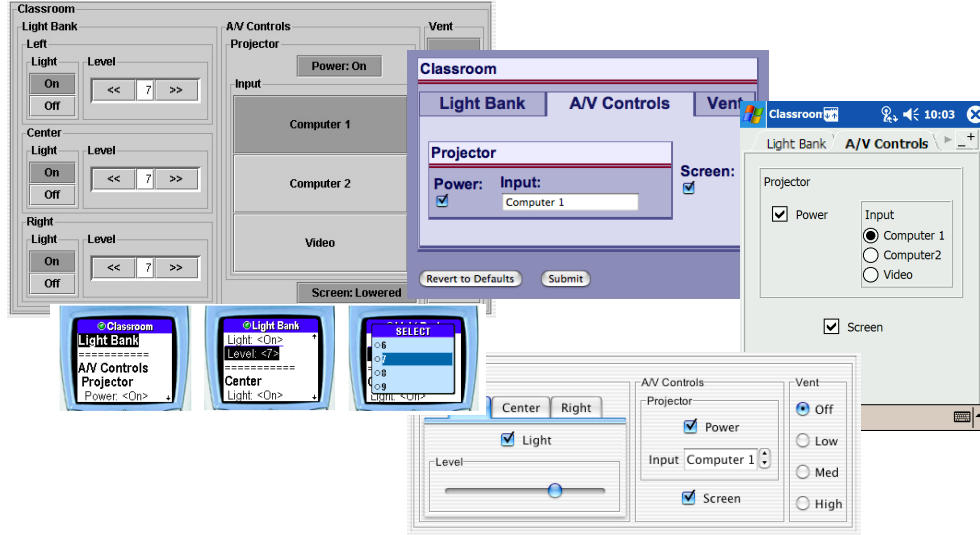 Classroom
Light Bank
A/V Controls
Vent
Left
Projector
Light
Level
Power: On
On
<< 7 >>
Input
Off
Computer 1
Center
Light
Level
On
<< 7 >>
Computer 2
Off
Right
Light
Level
Video
On
<< 7 >>
Off
Screen: Lowered
Classroom
Light Bank
A/V Controls
Vent
Projector
Power:
Input:
Screen:
Computer 1
Revert to Defaults
Submit
Classroom
10:03
Light Bank
A/V Controls
Projector
Power
Input
Computer 1
Computer2
Video
Screen
Classroom
Light Bank
===========
A/V Controls
Projector
Power: <On>
Light Bank
Light: <On>
Level: <7>
===========
Center
Light: <On>
SELECT
6
7
8
9
Light: <On>
Center
Right
Light
Level
A/V Controls
Projector
Power
Input Computer 1
Screen
Vent
Off
Low
Med
High